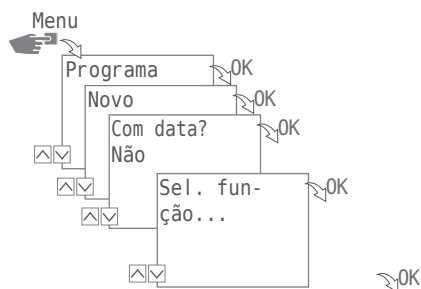 Menu
Programa
OK
Novo
OK
Com data?
OK
Não
Sel. fun-
OK
ção...
OK